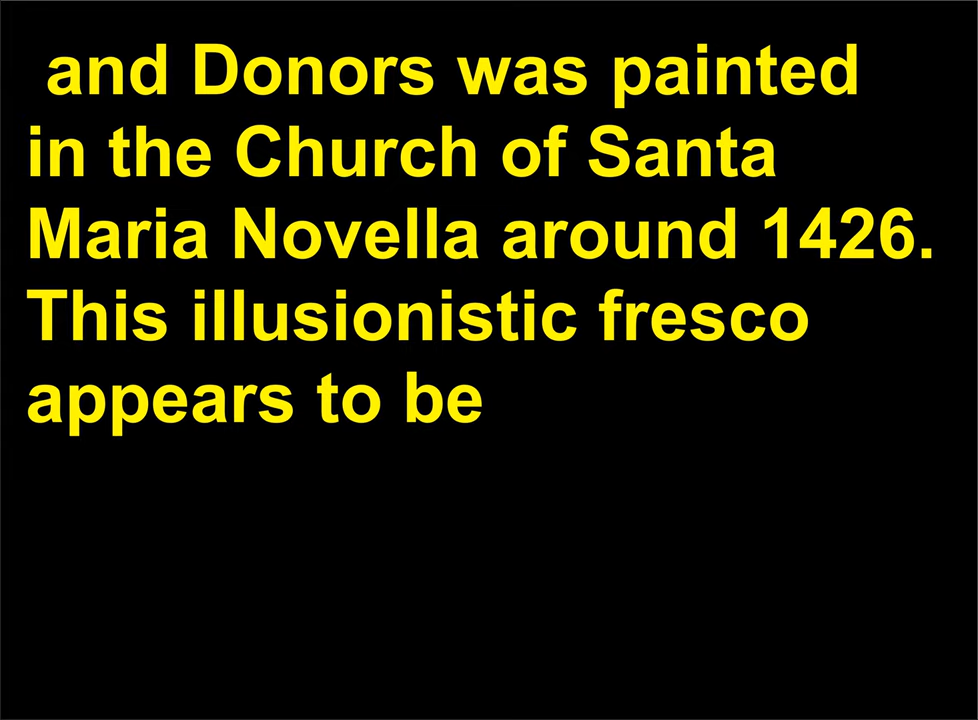 and Donors was painted
in the Church of Santa
Maria Novella around 1426.
This illusionistic fresco
appears to be